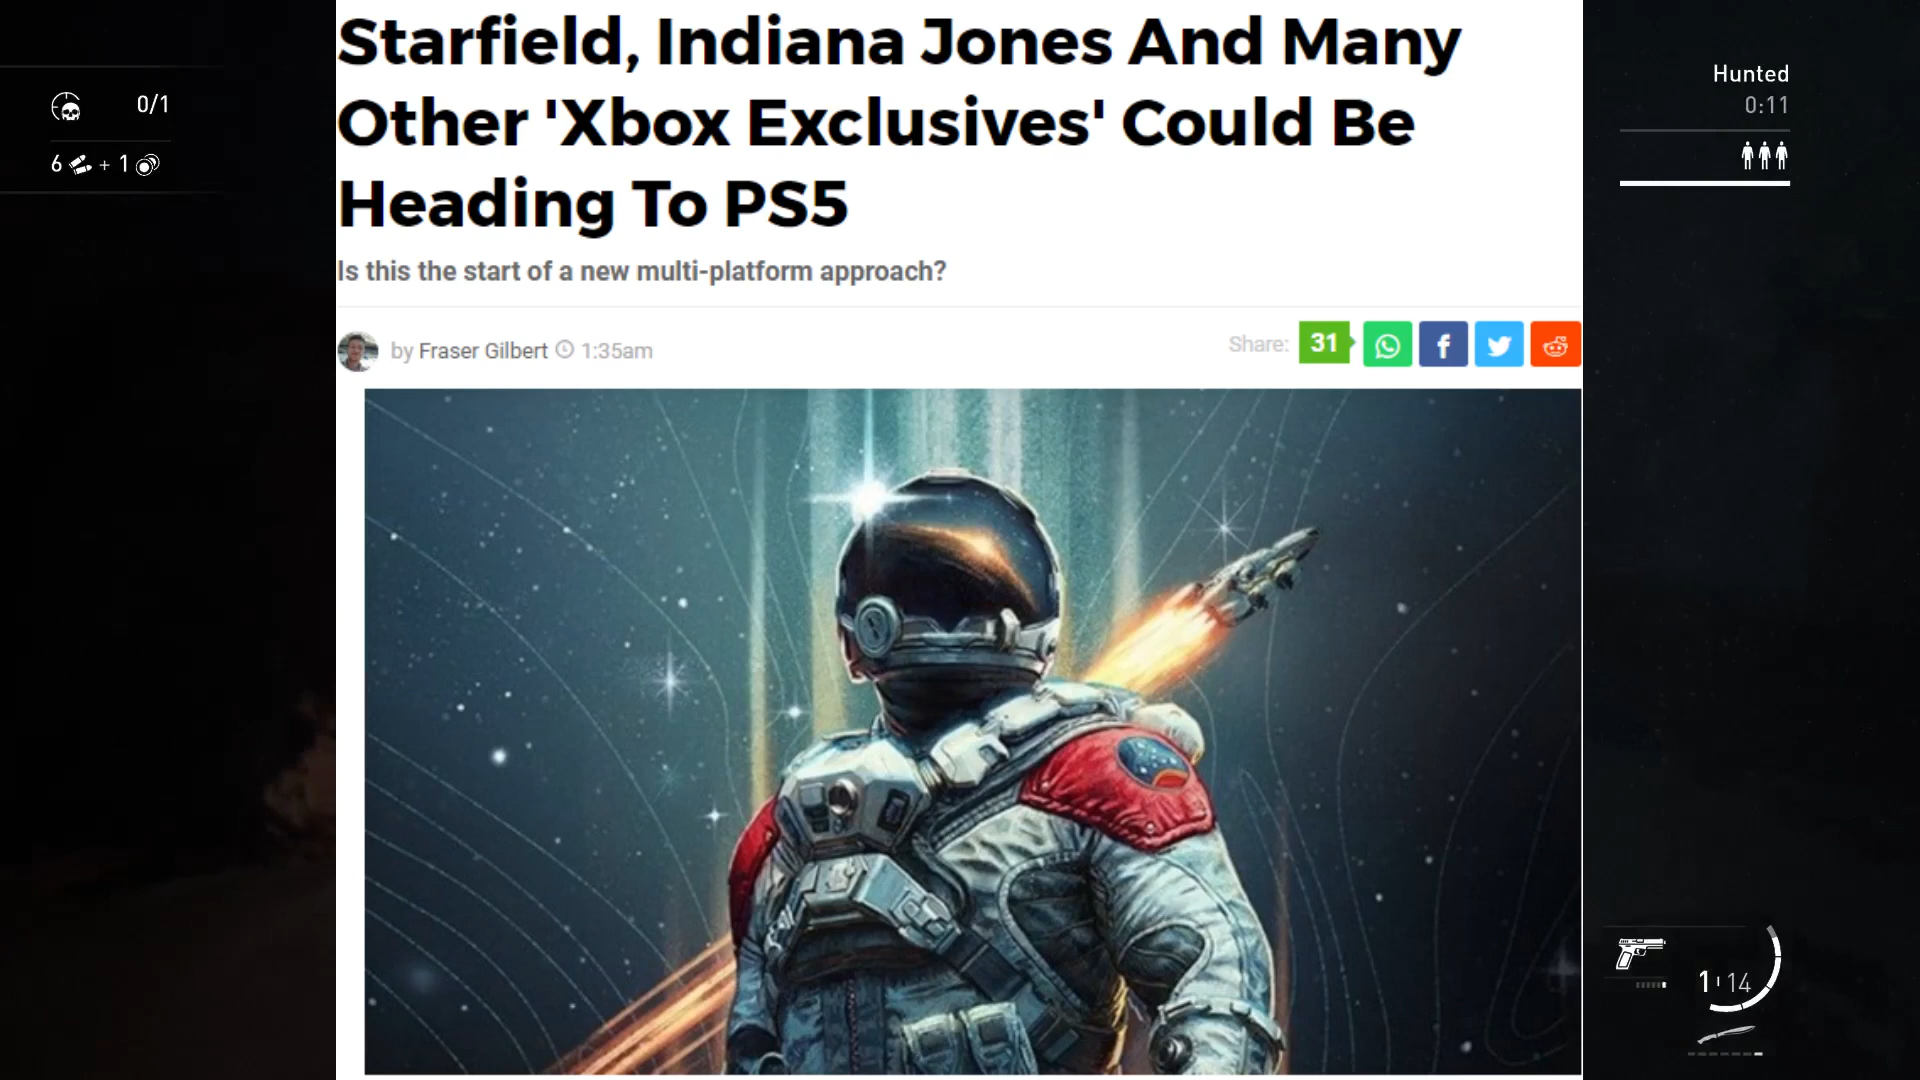 Starfield, Indiana Jones And Many
Other 'Xbox Exclusives' Could Be
Heading To PS5
Is this the start of a new multi-platform approach?
by Fraser Gilbert 1:35am
Share: 31
0/1
6 + 1
Hunted
0:11
1 14